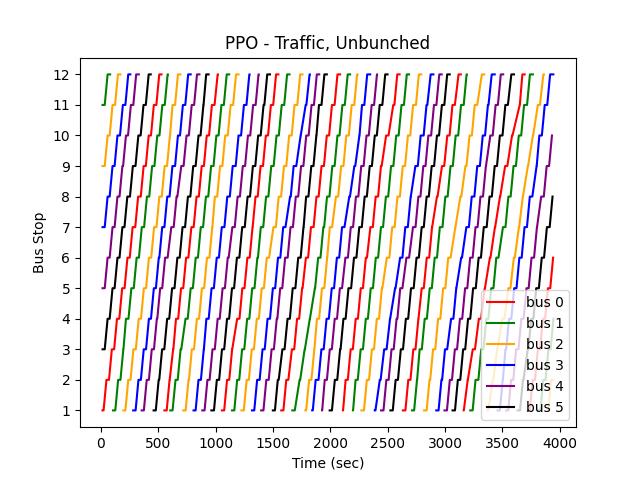 PPO - Traffic, Unbunched
12
11
10
9
8
7
6
5
4
3
2
1
Bus Stop
bus 0
bus 1
bus 2
bus 3
bus 4
bus 5
0 500 1000 1500 2000 2500 3000 3500 4000
Time (sec)